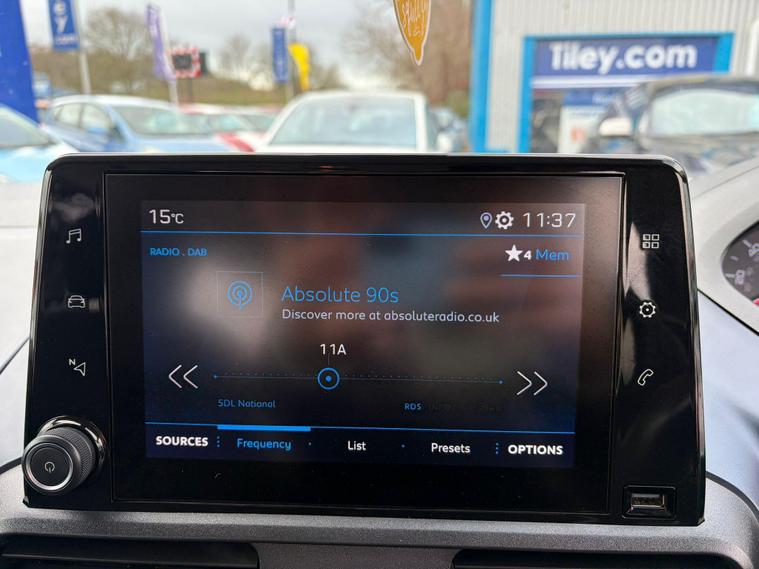 Tiley.com
15°C
11:37
RADIO . DAB
4 Mem
Absolute 90s
Discover more at absoluteradio.co.uk
11A
SDL National
RDS
SOURCES
Frequency
List
Presets
OPTIONS
N